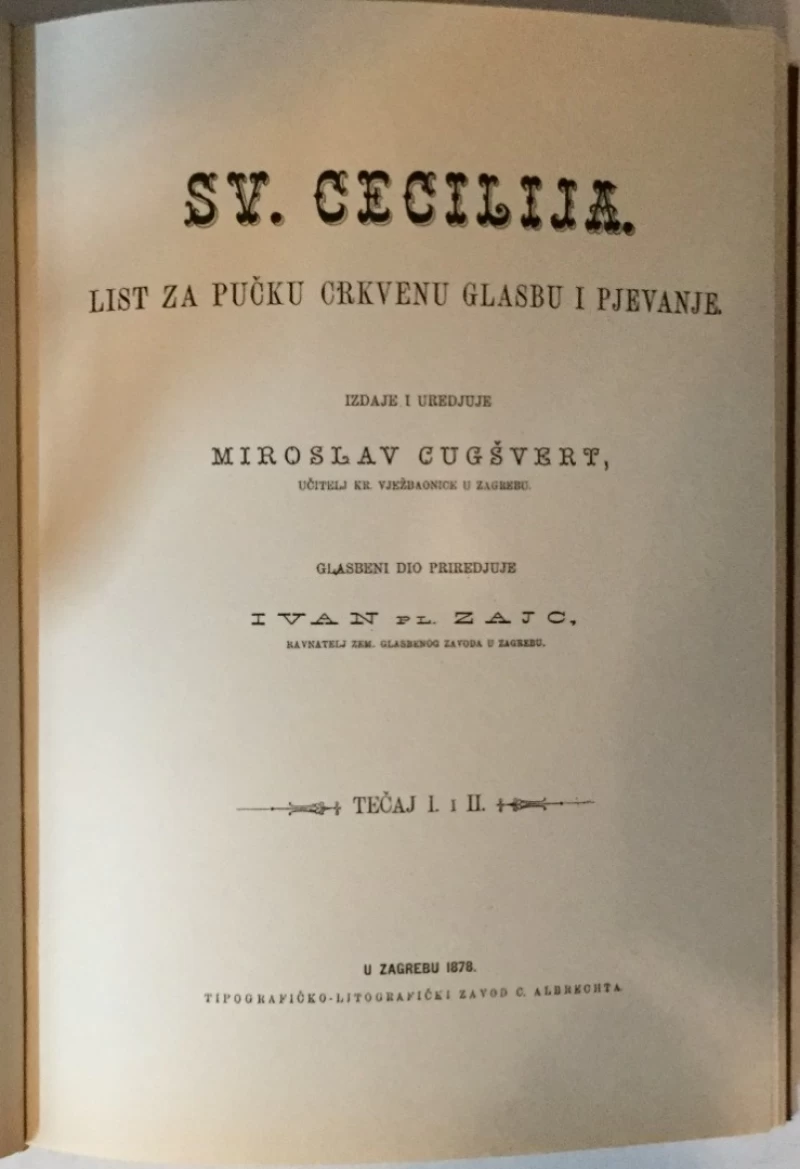 SV. CECILIJA.
LIST ZA PUČKU CRKVENU GLASBU I PJEVANJE.
IZDAJE I UREDJUJE
MIROSLAV CUGŠVERT,
UČITELJ KR. VJEŽBAONICE U ZAGREBU.
GLASBENI DIO PRIREDJUJE
IVAN PL. ZAJC,
RAVNATELJ ZEM. GLASBENOG ZAVODA U ZAGREBU.
TEČAJ I. I II.
U ZAGREBU 1878.
TIPOGRAFIČKO-LITOGRAFIČKI ZAVOD C. ALBRECHTA